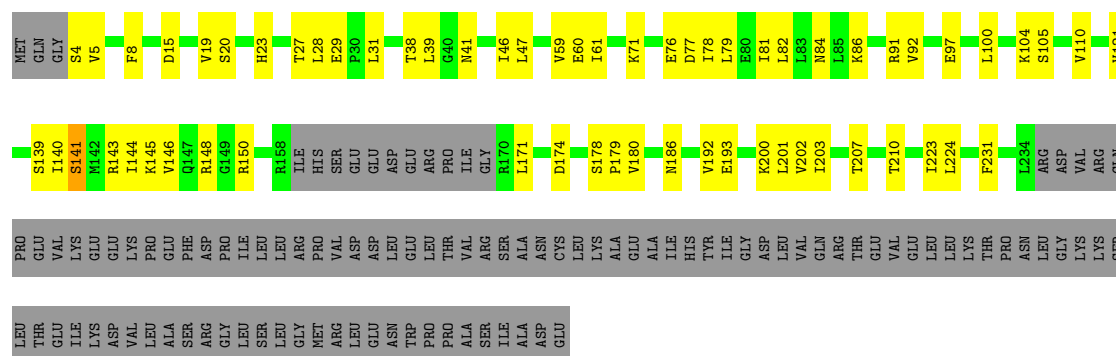 MET GLN GLY S4 V5 F8 D15 V19 S20 H23 T27 L28 E29 P30 L31 T38 L39 G40 N41 I46 L47 V59 E60 I61 K71 E76 D77 I78 L79 E80 I81 L82 L83 N84 L85 K86 R91 V92 E97 L100 K104 S105 V110
S139 I140 S141 M142 R143 I144 K145 V146 Q147 R148 G149 R150 R158 ILE HIS SER GLU GLU ASP GLU ARG PRO ILE GLY R170 L171 D174 S178 P179 V180 N186 V192 E193 K200 L201 V202 I203 T207 T210 I223 L224 F231 L234 ARG ASP VAL ARG GLN
PRO GLU VAL LYS GLU GLU LYS PRO GLU PHE ASP PRO ILE LEU LEU ARG PRO VAL ASP ASP LEU GLU LEU THR VAL ARG SER ALA ASN CYS LEU LYS ALA GLU ALA ILE HIS TYR ILE GLY ASP LEU VAL GLN ARG THR GLU VAL GLU LEU LEU LYS THR PRO ASN LEU GLY LYS LYS SER
LEU THR GLU ILE LYS ASP VAL LEU ALA SER ARG GLY LEU SER LEU GLY MET ARG LEU GLU ASN TRP PRO PRO ALA SER ILE ALA ASP GLU